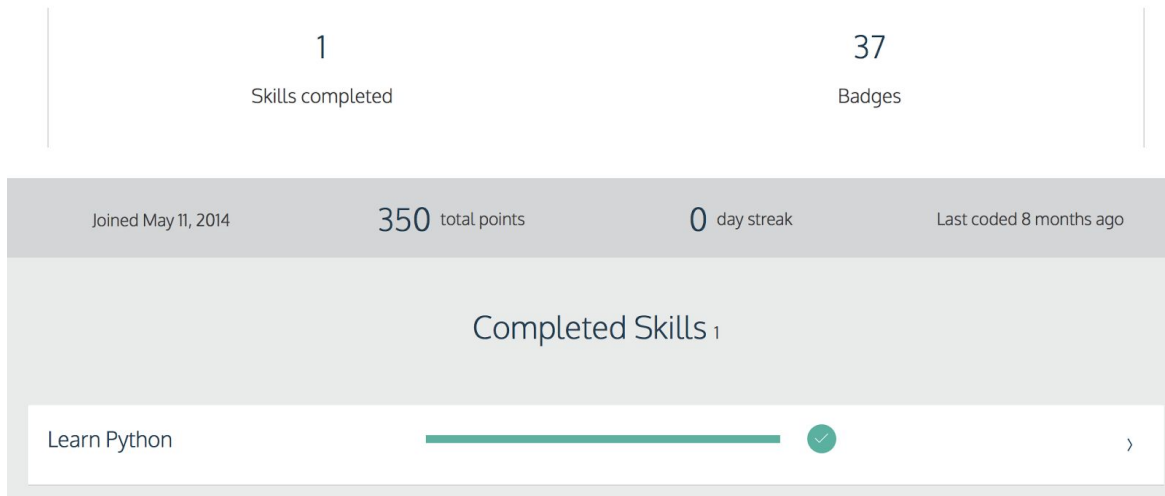 1 37
Skills completed Badges
Joined May 11, 2014 350 total points 0 day streak Last coded 8 months ago
Completed Skills 1
Learn Python